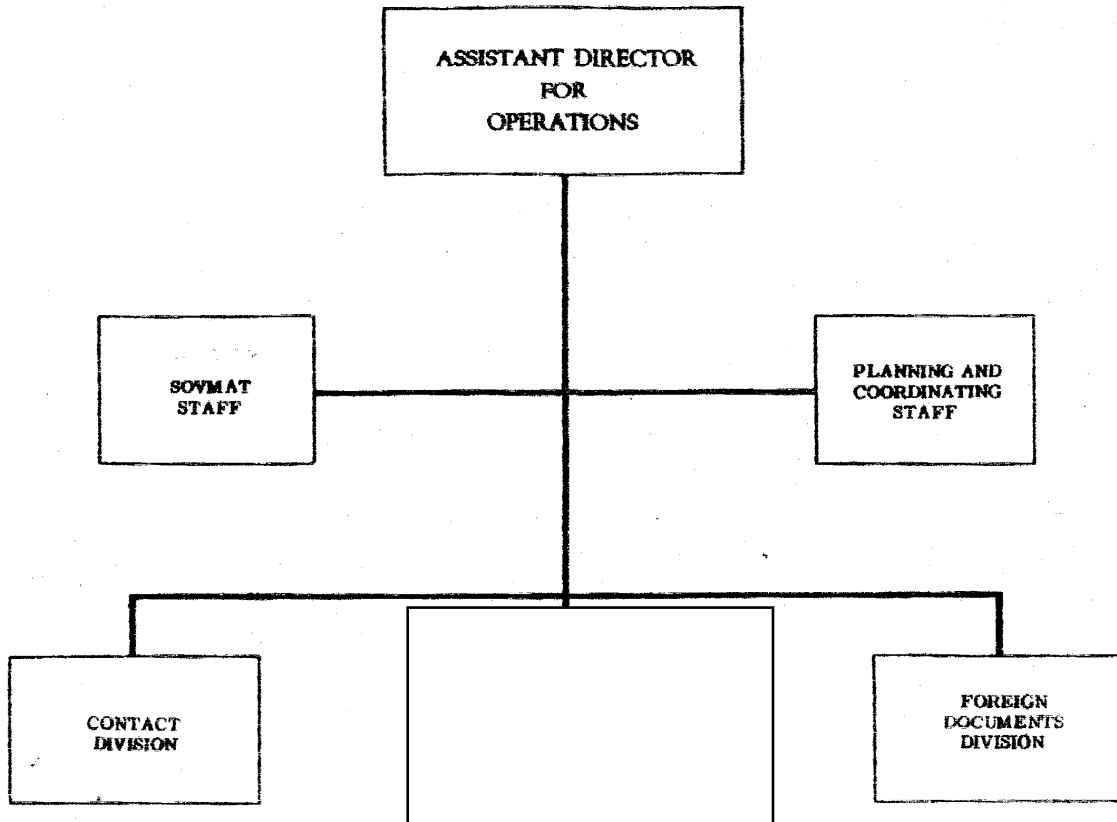 ASSISTANT DIRECTOR
FOR
OPERATIONS
SOVMAT
STAFF
PLANNING AND
COORDINATING
STAFF
CONTACT
DIVISION
FOREIGN
DOCUMENTS
DIVISION